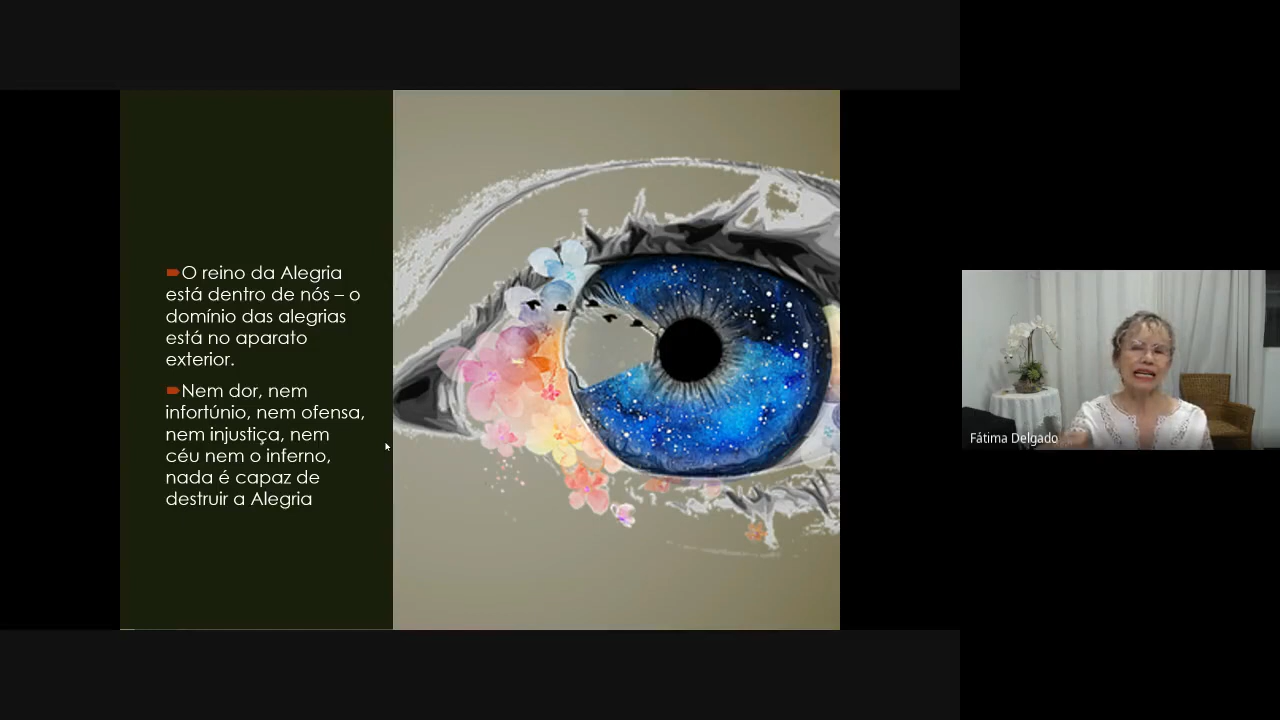 O reino da Alegria
está dentro de nós – o
domínio das alegrias
está no aparato
exterior.
Nem dor, nem
infortúnio, nem ofensa,
nem injustiça, nem
céu nem o inferno,
nada é capaz de
destruir a Alegria
Fátima Delgado